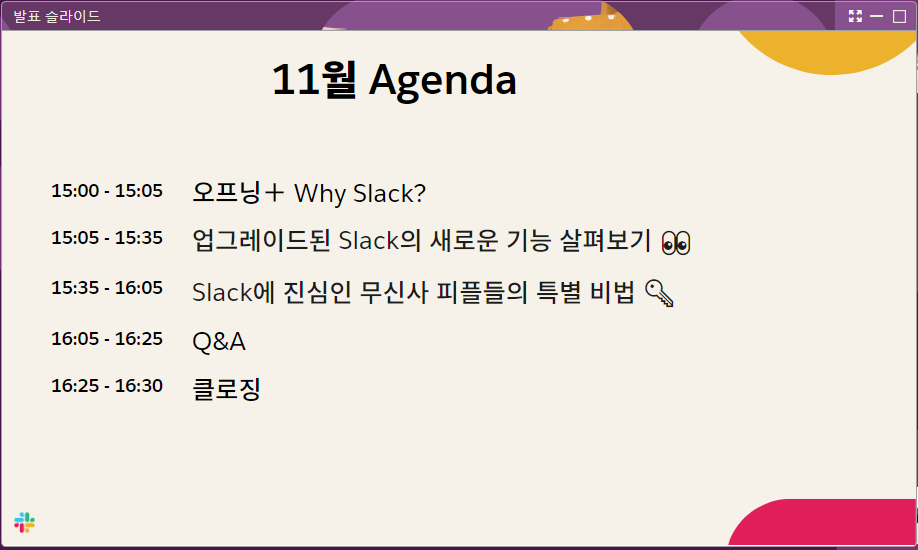 발표 슬라이드
11월 Agenda
15:00 - 15:05 오프닝+ Why Slack?
15:05 - 15:35 업그레이드된 Slack의 새로운 기능 살펴보기 👀
15:35 - 16:05 Slack에 진심인 무신사 피플들의 특별 비법 🔑
16:05 - 16:25 Q&A
16:25 - 16:30 클로징